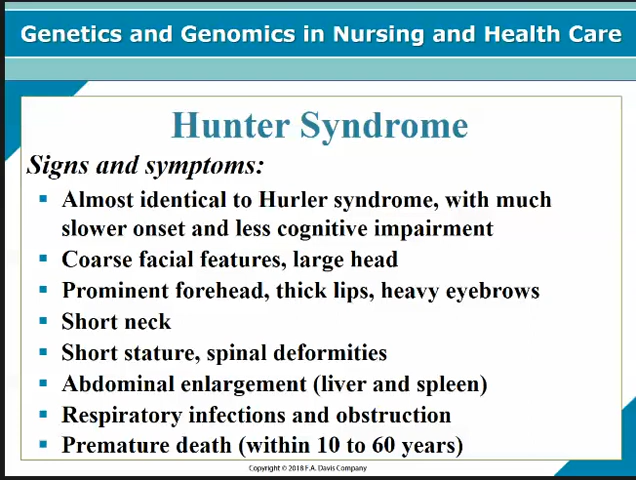 Genetics and Genomics in Nursing and Health Care
Hunter Syndrome
Signs and symptoms:
▪ Almost identical to Hurler syndrome, with much
slower onset and less cognitive impairment
▪ Coarse facial features, large head
▪ Prominent forehead, thick lips, heavy eyebrows
▪ Short neck
▪ Short stature, spinal deformities
▪ Abdominal enlargement (liver and spleen)
▪ Respiratory infections and obstruction
▪ Premature death (within 10 to 60 years)
Copyright © 2018 F.A. Davis Company